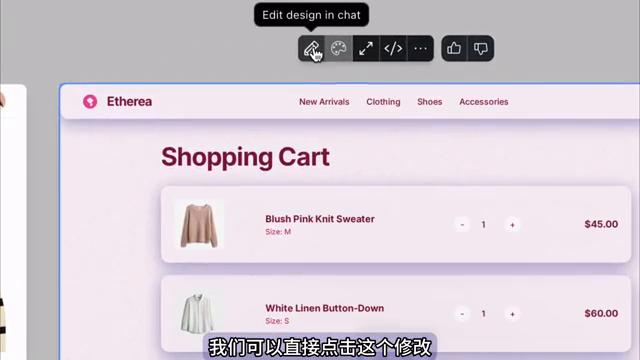 Edit design in chat
Etherea
New Arrivals Clothing Shoes Accessories
Shopping Cart
Blush Pink Knit Sweater
Size: M
- 1 +
$45.00
White Linen Button-Down
Size: S
- 1 +
$60.00
我们可以直接点击这个修改